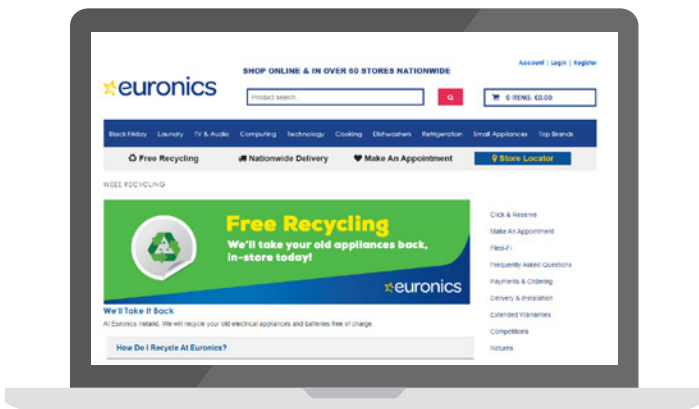 Account | Login | Register
SHOP ONLINE & IN OVER 60 STORES NATIONWIDE
euronics
Product search...
0 ITEMS: €0.00
Black Friday Laundry TV & Audio Computing Technology Cooking Dishwashers Refrigeration Small Appliances Top Brands
Free Recycling Nationwide Delivery Make An Appointment Store Locator
WEEE RECYCLING
Free Recycling
We'll take your old appliances back,
in-store today!
euronics
We'll Take It Back
At Euronics Ireland, We will recycle your old electrical appliances and batteries free of charge.
How Do I Recycle At Euronics?
Click & Reserve
Make An Appointment
Flexi-Fi
Frequently Asked Questions
Payments & Ordering
Delivery & Installation
Extended Warranties
Competitions
Returns